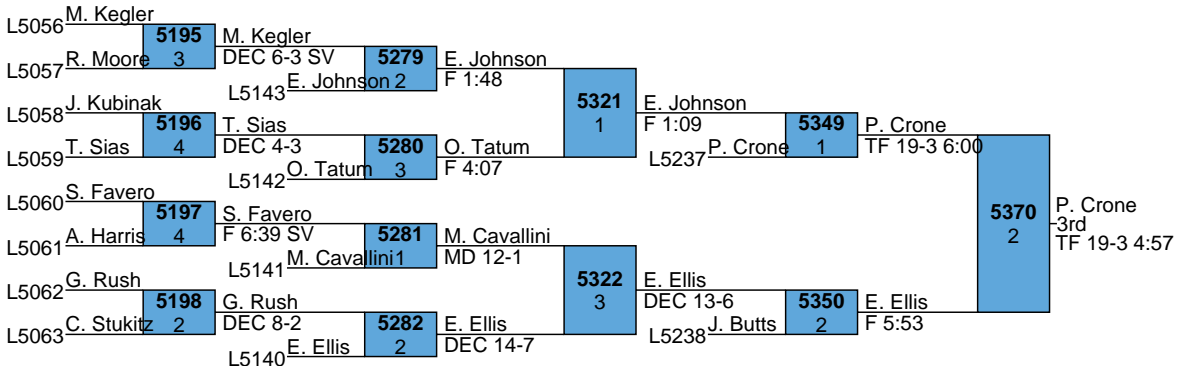 L5056 M. Kegler
5195
3
L5057 R. Moore
M. Kegler
DEC 6-3 SV
5279
2
L5143 E. Johnson
E. Johnson
F 1:48
L5058 J. Kubinak
5196
4
L5059 T. Sias
T. Sias
DEC 4-3
5280
3
L5142 O. Tatum
O. Tatum
F 4:07
5321
1
E. Johnson
F 1:09
L5237 P. Crone
5349
1
P. Crone
TF 19-3 6:00
L5060 S. Favero
5197
4
L5061 A. Harris
S. Favero
F 6:39 SV
5281
1
L5141 M. Cavallini
M. Cavallini
MD 12-1
L5062 G. Rush
5198
2
L5063 C. Stukitz
G. Rush
DEC 8-2
5282
2
L5140 E. Ellis
E. Ellis
DEC 14-7
5322
3
E. Ellis
DEC 13-6
L5238 J. Butts
5350
2
E. Ellis
F 5:53
5370
2
P. Crone
3rd
TF 19-3 4:57